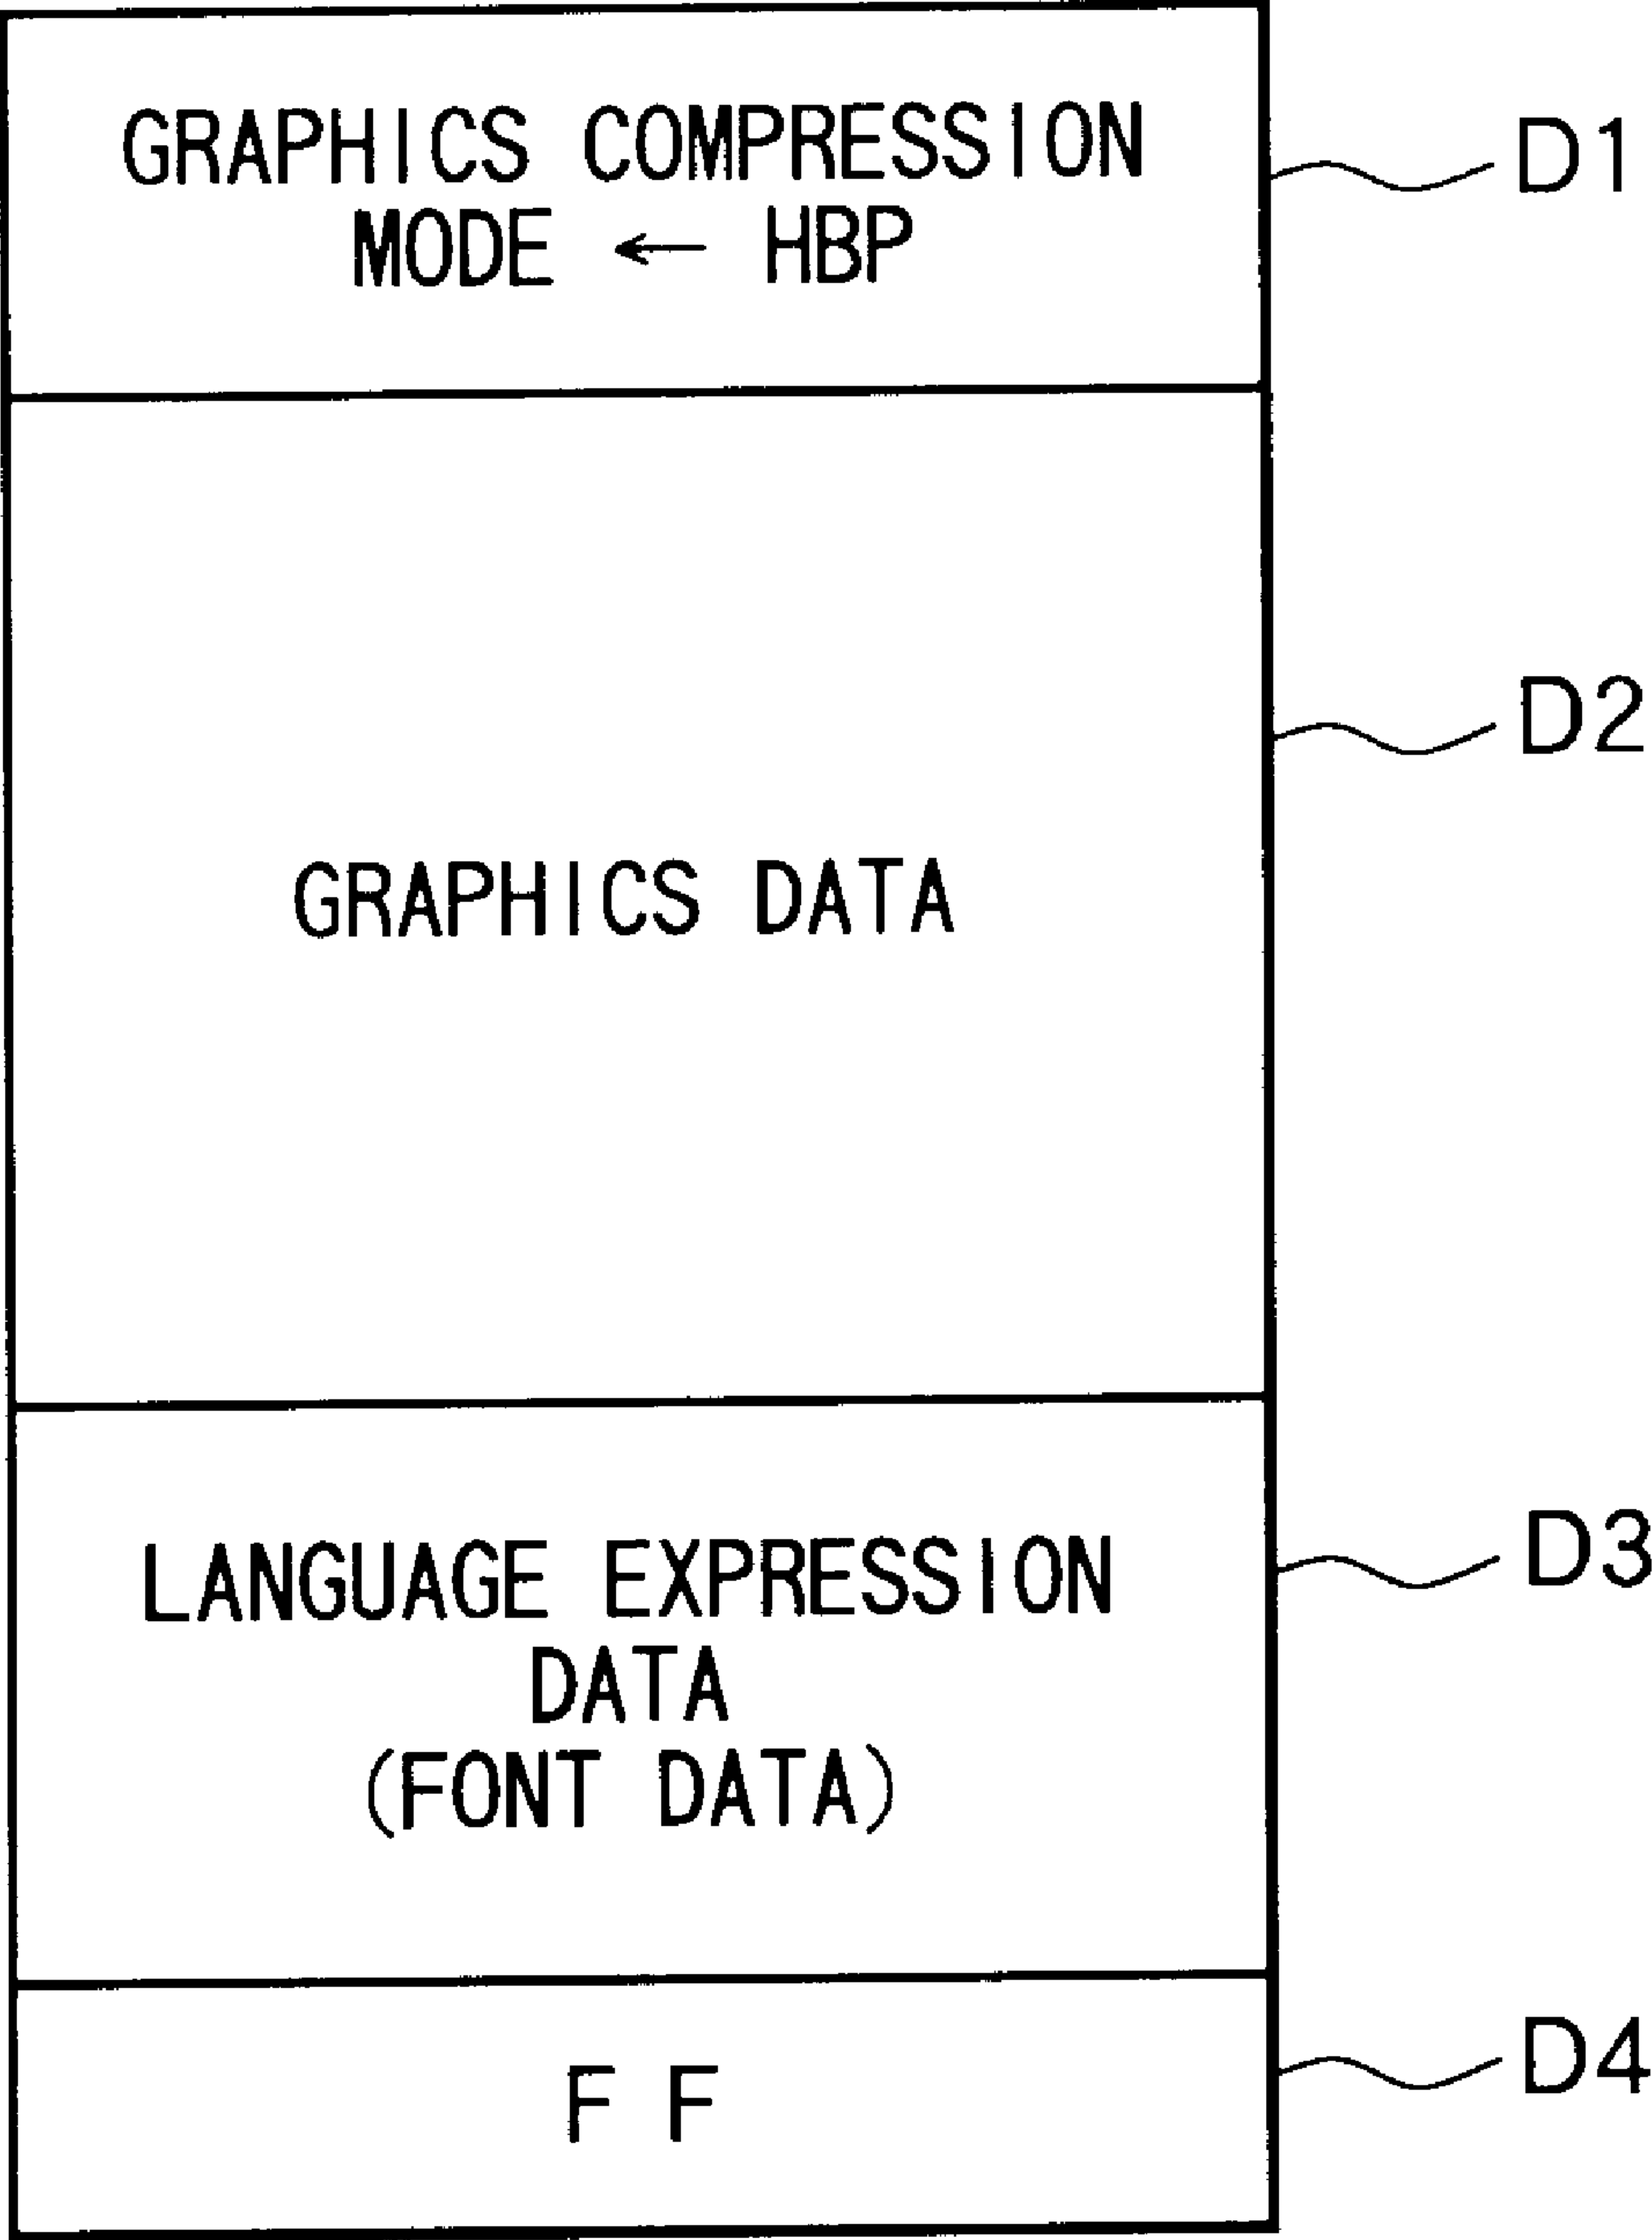 GRAPHICS COMPRESSION
MODE ← HBP
D1
GRAPHICS DATA
D2
LANGUAGE EXPRESSION
DATA
(FONT DATA)
D3
F F
D4